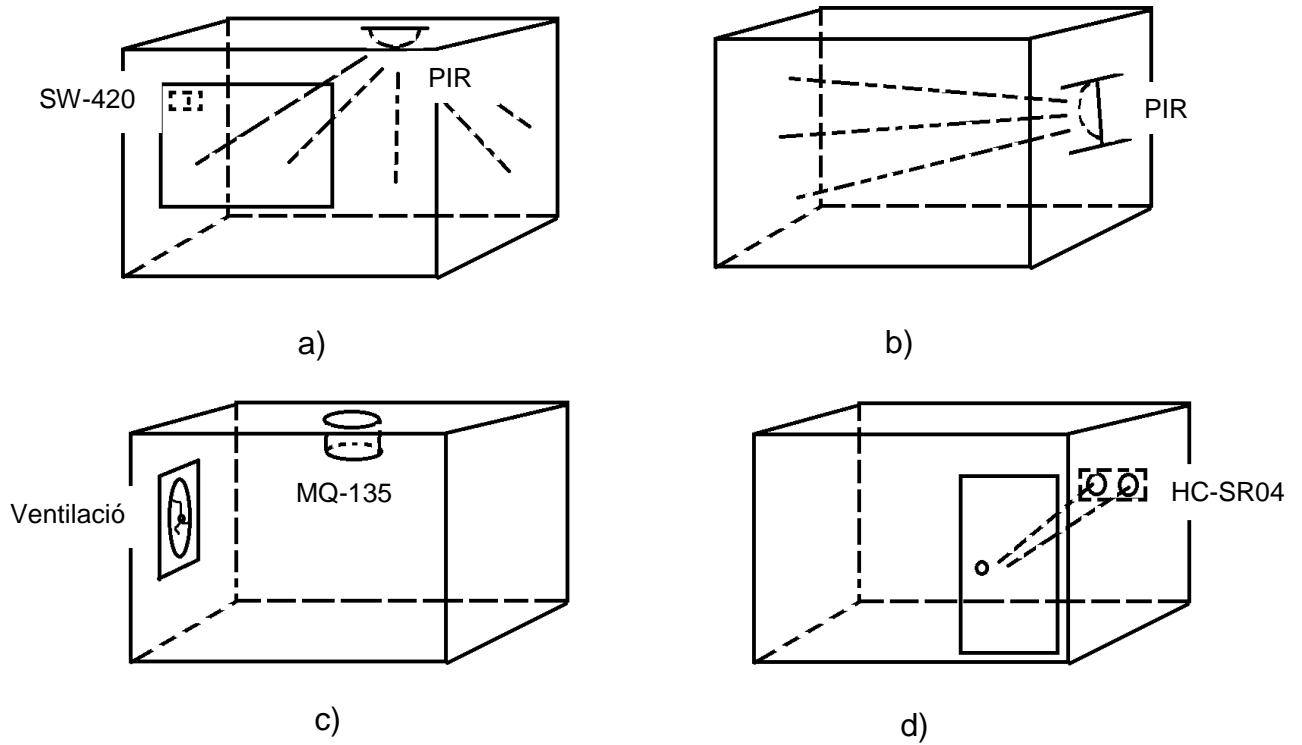 SW-420
PIR
PIR
a)
b)
Ventilació
MQ-135
HC-SR04
c)
d)